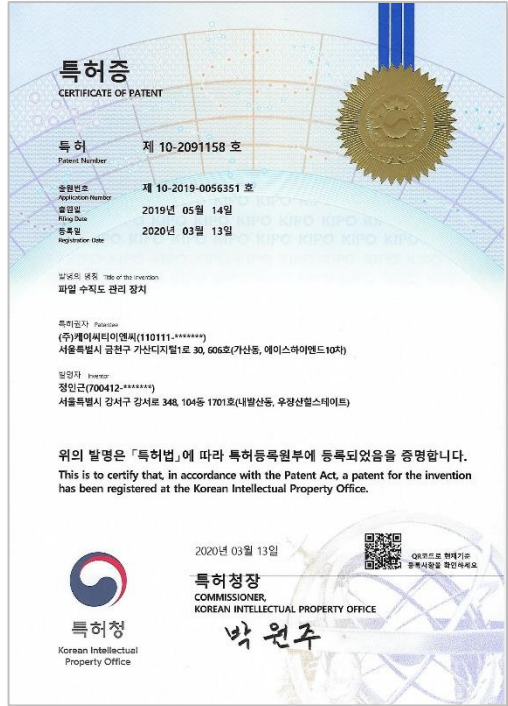 특허증
CERTIFICATE OF PATENT
특 허 제 10-2091158 호
Patent Number
출원번호 제 10-2019-0056351 호
Application Number
출원일 2019년 05월 14일
Filing Date
등록일 2020년 03월 13일
Registration Date
발명의 명칭 Title of the Invention
파일 수직도 관리 장치
특허권자 Patentee
(주)케이씨티이앤씨(110111-*******)
서울특별시 금천구 가산디지털1로 30, 606호(가산동, 에이스하이엔드10차)
발명자 Inventor
정인근(700412-*******)
서울특별시 강서구 강서로 348, 104동 1701호(내발산동, 우장산힐스테이트)
위의 발명은 「특허법」에 따라 특허등록원부에 등록되었음을 증명합니다.
This is to certify that, in accordance with the Patent Act, a patent for the invention
has been registered at the Korean Intellectual Property Office.
2020년 03월 13일
QR코드로 현재기준
등록사항을 확인하세요
특허청장
COMMISSIONER,
KOREAN INTELLECTUAL PROPERTY OFFICE
박원주
특허청
Korean Intellectual
Property Office